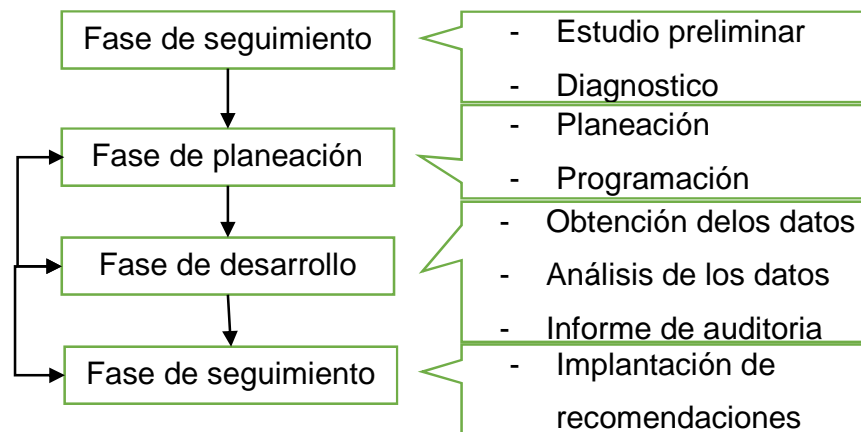 Fase de seguimiento
- Estudio preliminar
- Diagnostico
Fase de planeación
- Planeación
- Programación
Fase de desarrollo
- Obtención delos datos
- Análisis de los datos
- Informe de auditoria
Fase de seguimiento
- Implantación de
recomendaciones